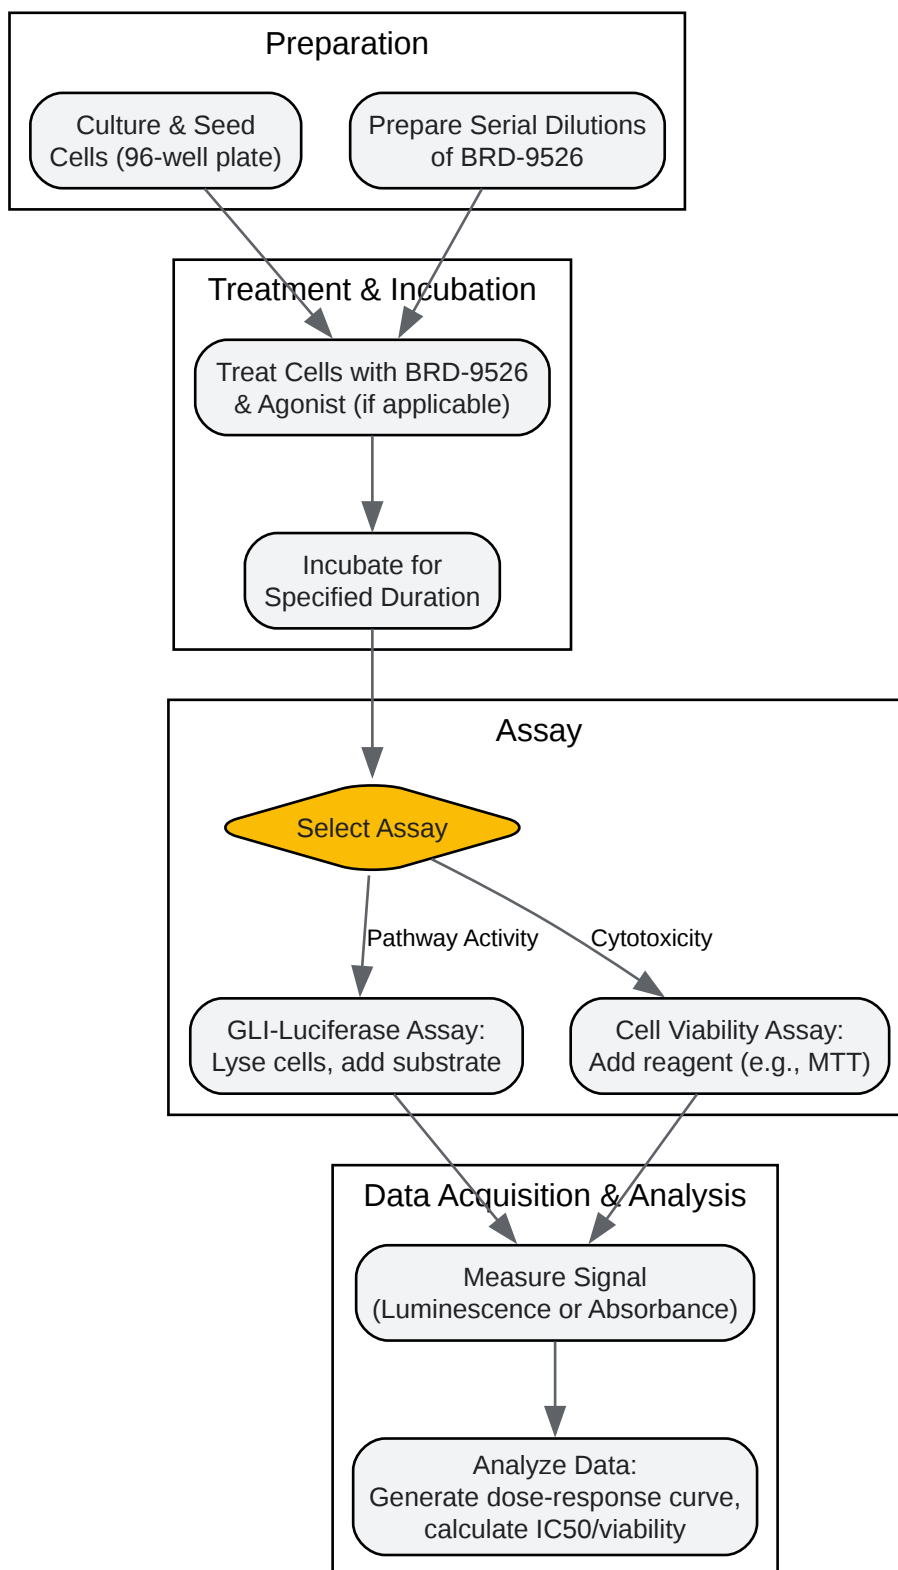 Preparation
Culture & Seed
Cells (96-well plate)
Prepare Serial Dilutions
of BRD-9526
Treatment & Incubation
Treat Cells with BRD-9526
& Agonist (if applicable)
Incubate for
Specified Duration
Assay
Select Assay
Pathway Activity
Cytotoxicity
GLI-Luciferase Assay:
Lyse cells, add substrate
Cell Viability Assay:
Add reagent (e.g., MTT)
Data Acquisition & Analysis
Measure Signal
(Luminescence or Absorbance)
Analyze Data:
Generate dose-response curve,
calculate IC50/viability